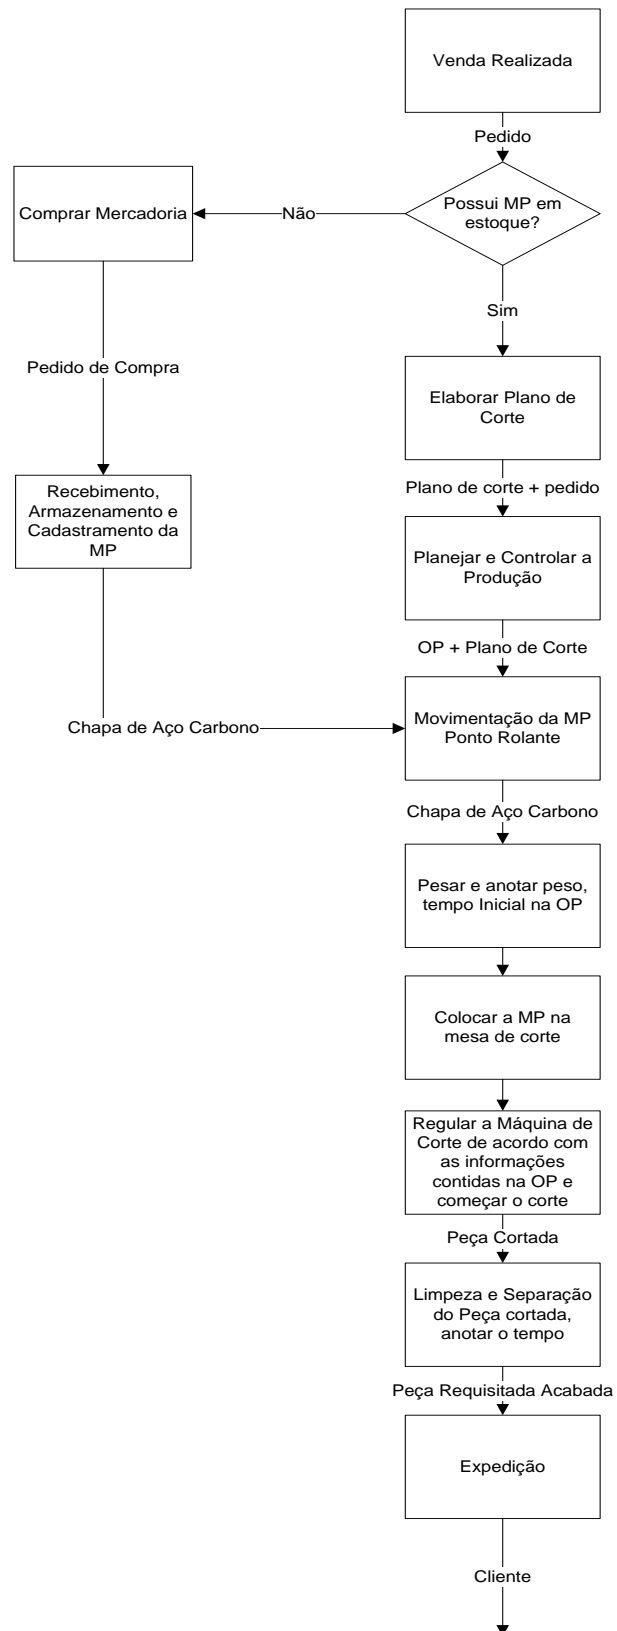 Venda Realizada
Pedido
Possui MP em
estoque?
Não
Comprar Mercadoria
Sim
Pedido de Compra
Elaborar Plano de
Corte
Plano de corte + pedido
Recebimento,
Armazenamento e
Cadastramento da
MP
Planejar e Controlar a
Produção
OP + Plano de Corte
Chapa de Aço Carbono
Movimentação da MP
Ponto Rolante
Chapa de Aço Carbono
Pesar e anotar peso,
tempo Inicial na OP
Colocar a MP na
mesa de corte
Regular a Máquina de
Corte de acordo com
as informações
contidas na OP e
começar o corte
Peça Cortada
Limpeza e Separação
do Peça cortada,
anotar o tempo
Peça Requisitada Acabada
Expedição
Cliente